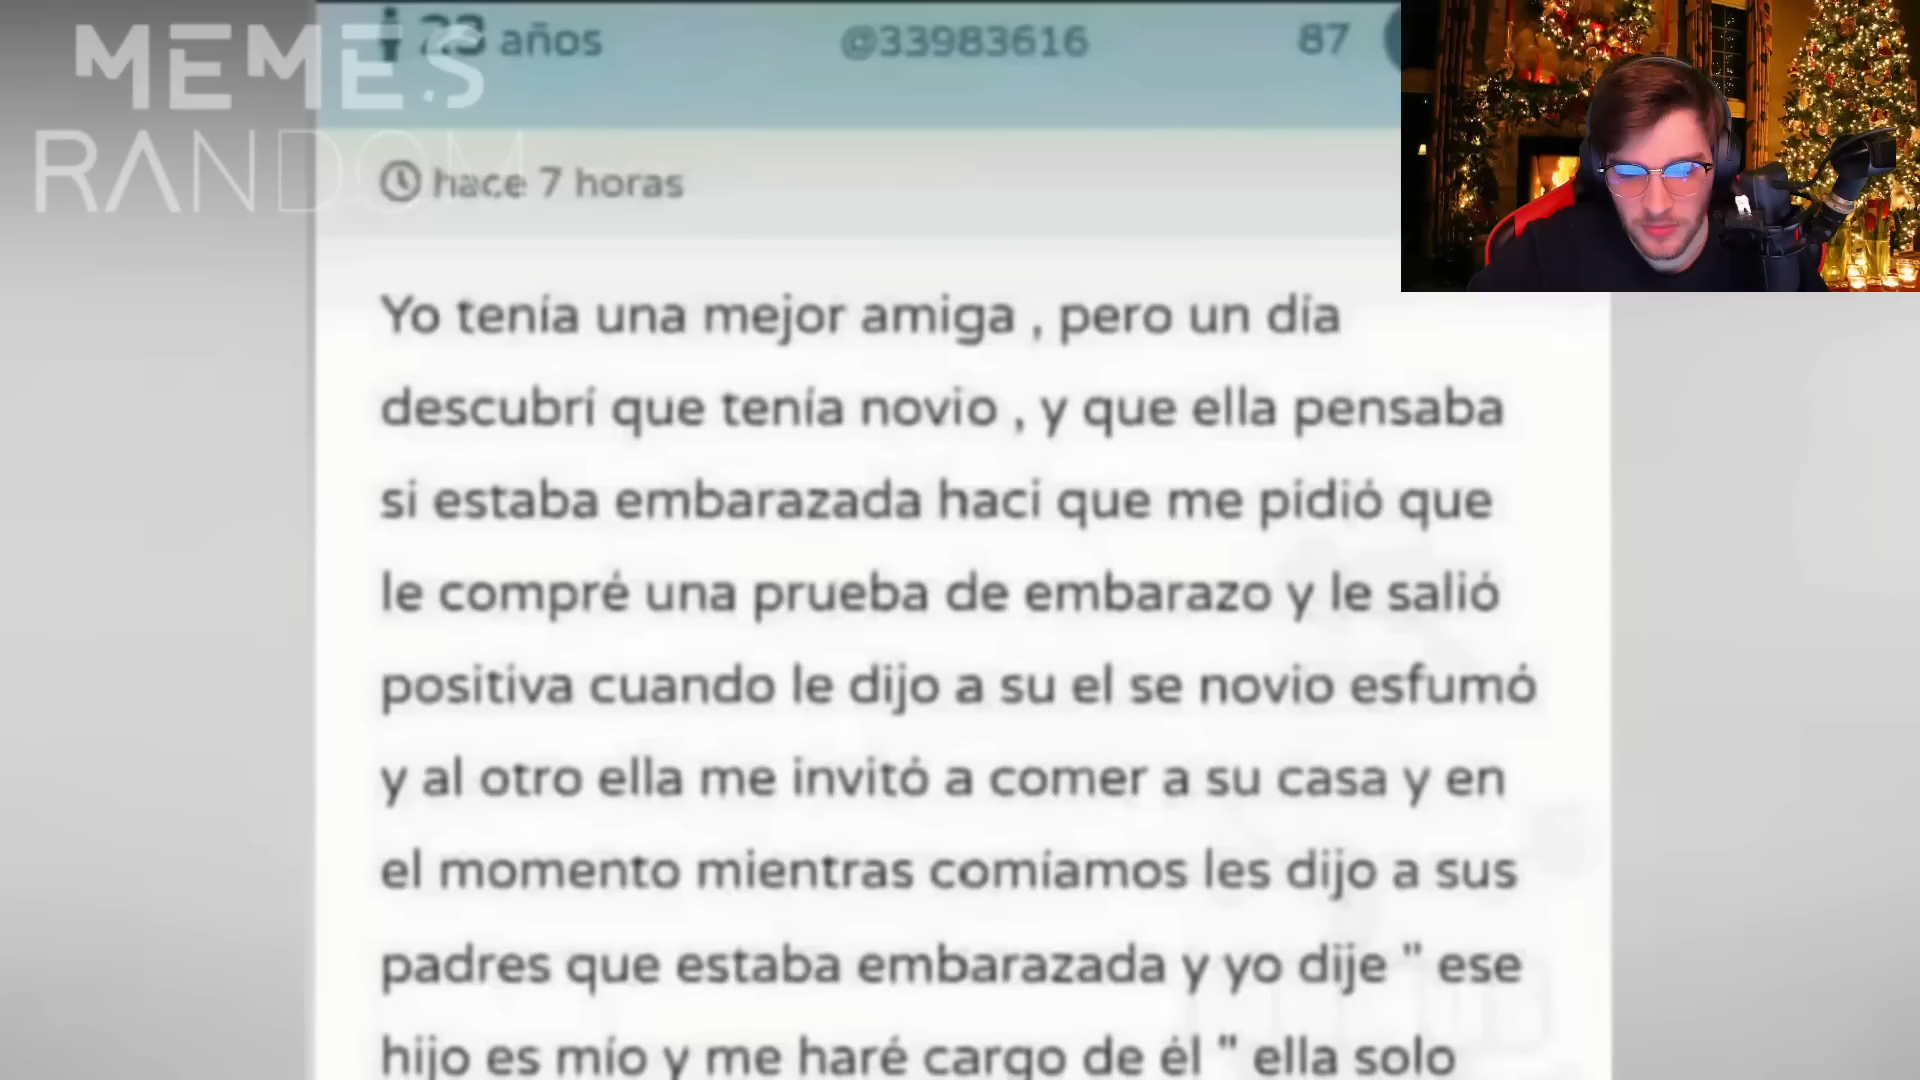 MEMES
RANDOM
23 años @33983616 87
hace 7 horas
Yo tenía una mejor amiga , pero un día
descubrí que tenía novio , y que ella pensaba
si estaba embarazada haci que me pidió que
le compré una prueba de embarazo y le salió
positiva cuando le dijo a su el se novio esfumó
y al otro ella me invitó a comer a su casa y en
el momento mientras comíamos les dijo a sus
padres que estaba embarazada y yo dije " ese
hijo es mío y me haré cargo de él " ella solo